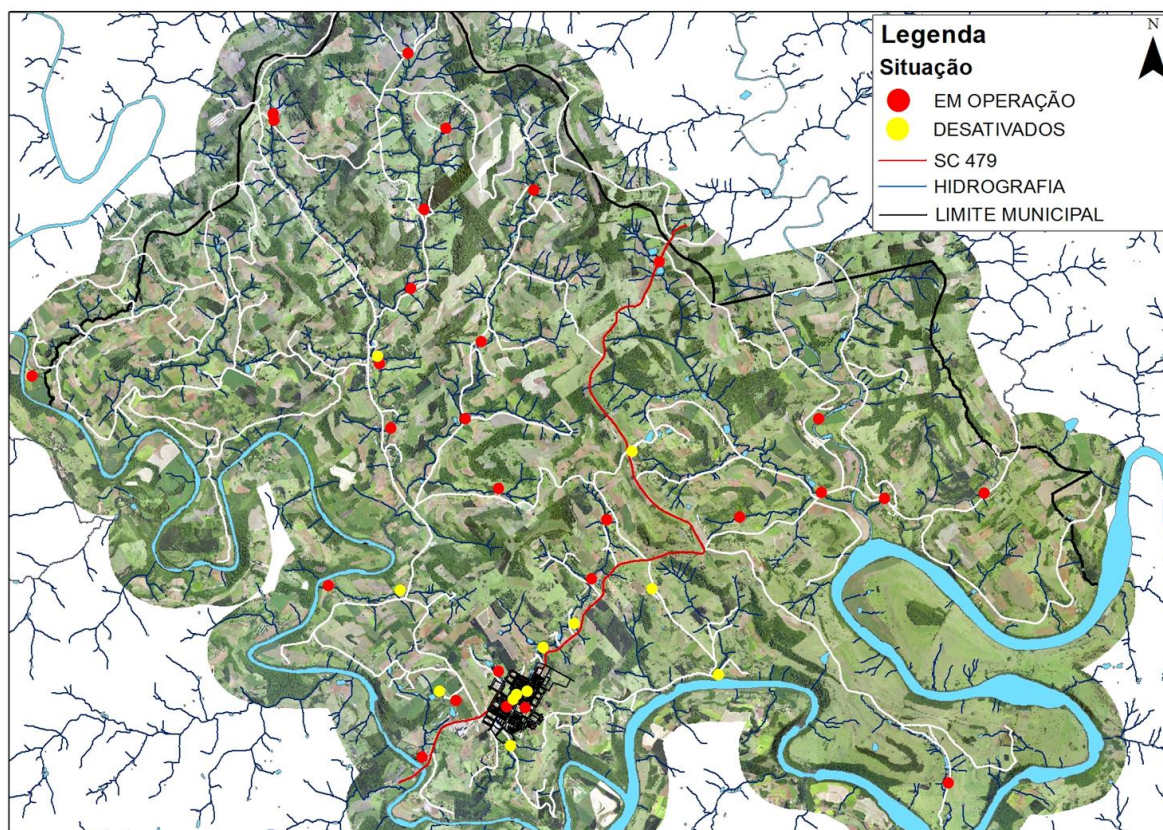 N
Legenda
Situação
EM OPERAÇÃO
DESATIVADOS
SC 479
HIDROGRAFIA
LIMITE MUNICIPAL